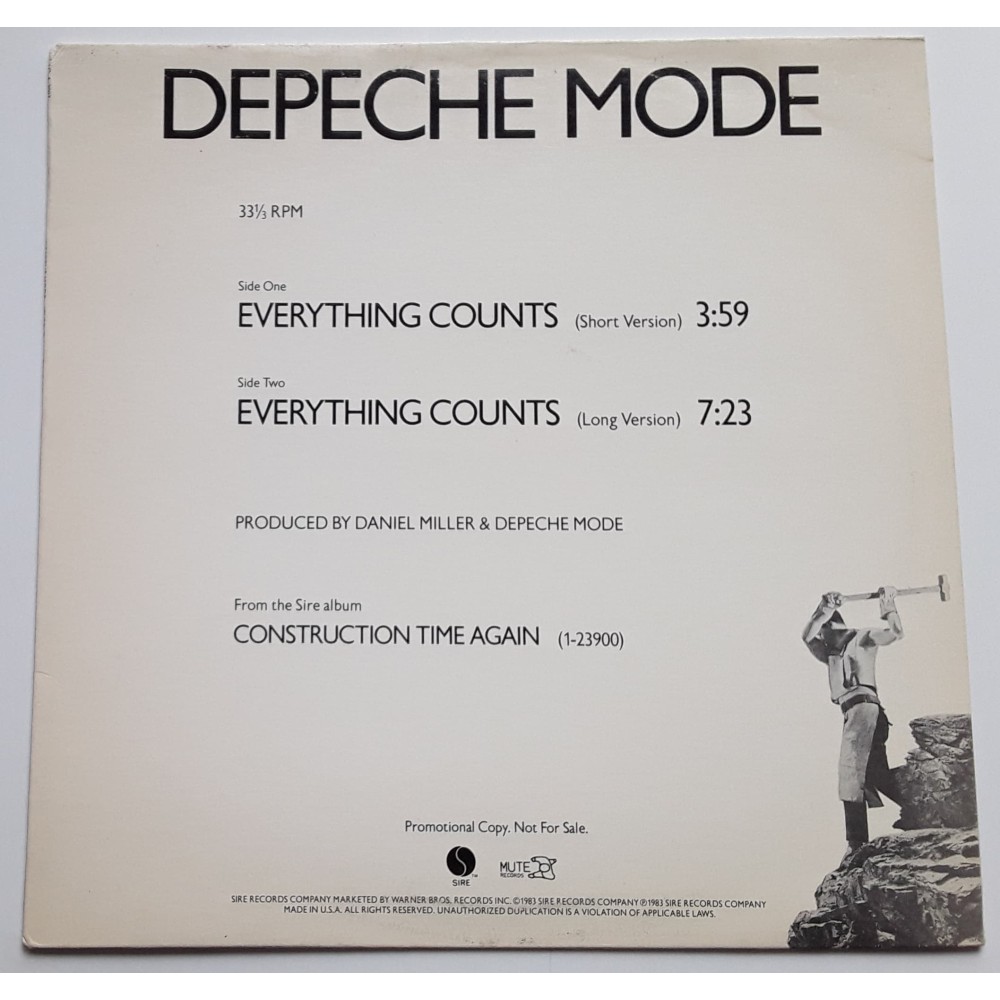 DEPECHE MODE
33⅓ RPM
Side One
EVERYTHING COUNTS (Short Version) 3:59
Side Two
EVERYTHING COUNTS (Long Version) 7:23
PRODUCED BY DANIEL MILLER & DEPECHE MODE
From the Sire album
CONSTRUCTION TIME AGAIN (1-23900)
Promotional Copy. Not For Sale.
SIRE ™
MUTE RECORDS
SIRE RECORDS COMPANY MARKETED BY WARNER BROS. RECORDS INC. ©1983 SIRE RECORDS COMPANY ℗1983 SIRE RECORDS COMPANY
MADE IN U.S.A. ALL RIGHTS RESERVED. UNAUTHORIZED DUPLICATION IS A VIOLATION OF APPLICABLE LAWS.